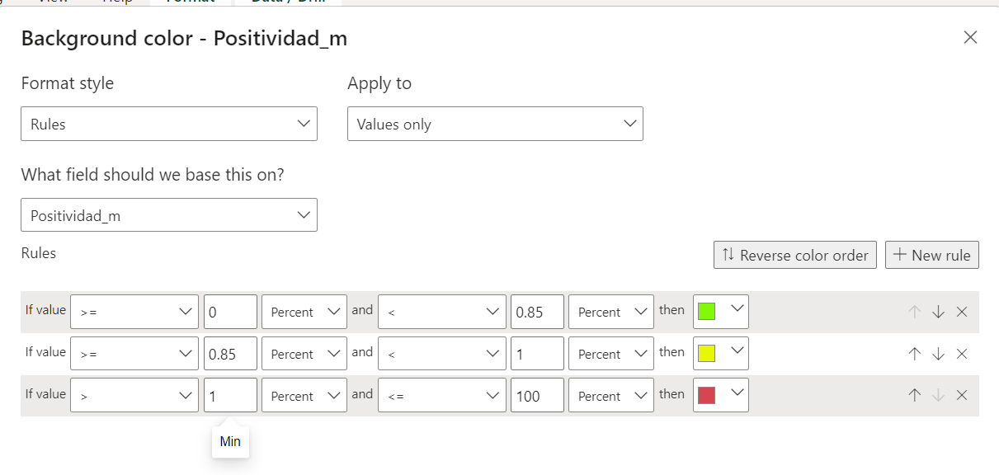 View Help Format Data / Drill
Background color - Positividad_m
Format style Apply to
Rules Values only
What field should we base this on?
Positividad_m
Rules Reverse color order New rule
If value >= 0 Percent and < 0.85 Percent then
If value >= 0.85 Percent and < 1 Percent then
If value > 1 Percent and <= 100 Percent then
Min